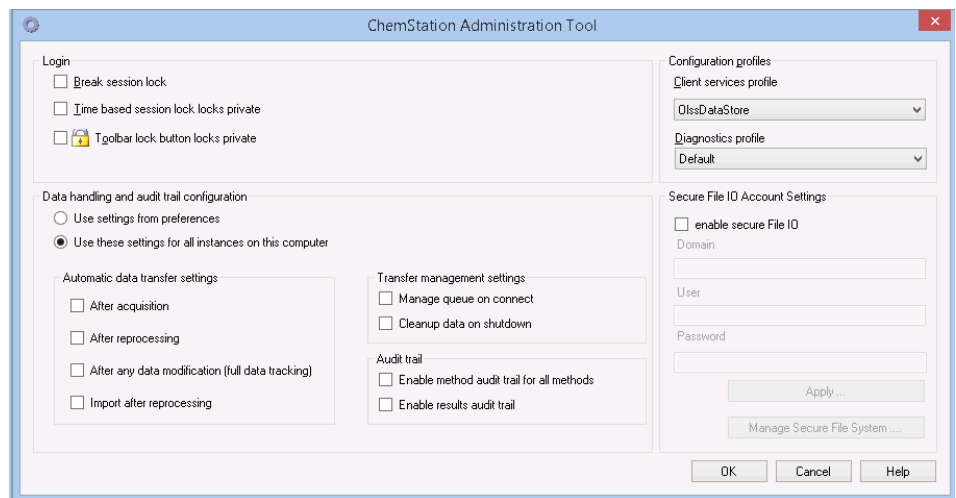 ChemStation Administration Tool
Login
Break session lock
Time based session lock locks private
Toolbar lock button locks private
Configuration profiles
Client services profile
OlssDataStore
Diagnostics profile
Default
Data handling and audit trail configuration
Use settings from preferences
Use these settings for all instances on this computer
Automatic data transfer settings
After acquisition
After reprocessing
After any data modification (full data tracking)
Import after reprocessing
Transfer management settings
Manage queue on connect
Cleanup data on shutdown
Audit trail
Enable method audit trail for all methods
Enable results audit trail
Secure File IO Account Settings
enable secure File IO
Domain
User
Password
Apply ...
Manage Secure File System ....
OK
Cancel
Help